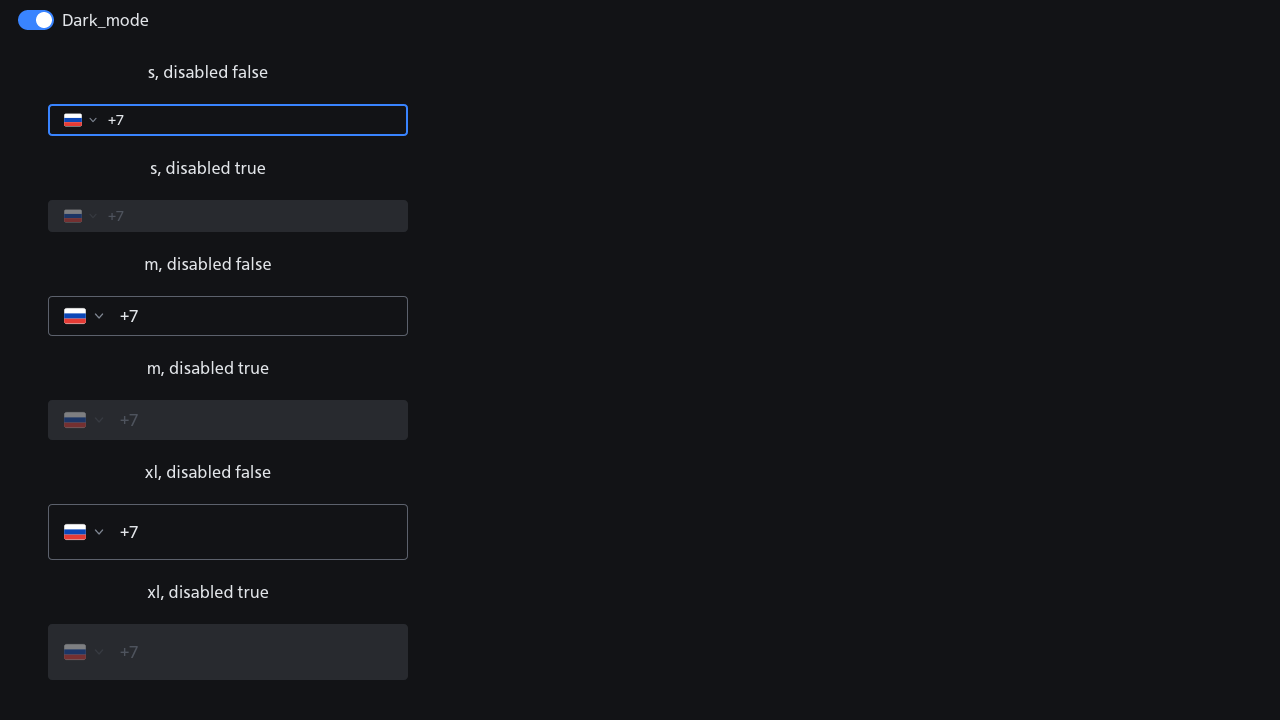 Dark_mode
s, disabled false
+7
s, disabled true
+7
m, disabled false
+7
m, disabled true
+7
xl, disabled false
+7
xl, disabled true
+7